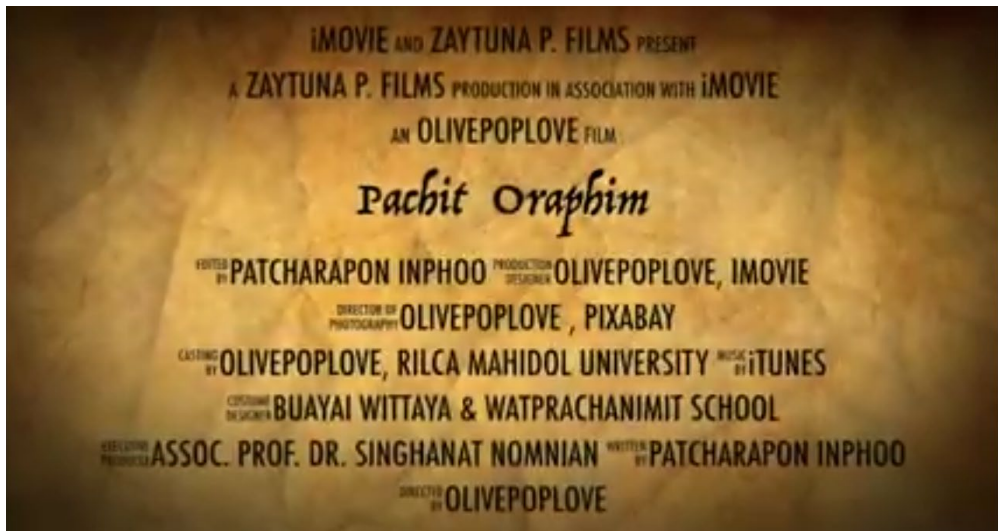 iMOVIE AND ZAYTUNA P. FILMS PRESENT
A ZAYTUNA P. FILMS PRODUCTION IN ASSOCIATION WITH iMOVIE
AN OLIVEPOPLOVE FILM
Pachit Oraphim
EDITED BY PATCHARAPON INPHOO PRODUCTION DESIGNER OLIVEPOPLOVE, IMOVIE
DIRECTOR OF PHOTOGRAPHY OLIVEPOPLOVE , PIXABAY
CASTING BY OLIVEPOPLOVE, RILCA MAHIDOL UNIVERSITY MUSIC BY iTUNES
COSTUME DESIGNER BUAYAI WITTAYA & WATPRACHANIMIT SCHOOL
EXECUTIVE PRODUCER ASSOC. PROF. DR. SINGHANAT NOMNIAN WRITTEN BY PATCHARAPON INPHOO
DIRECTED BY OLIVEPOPLOVE